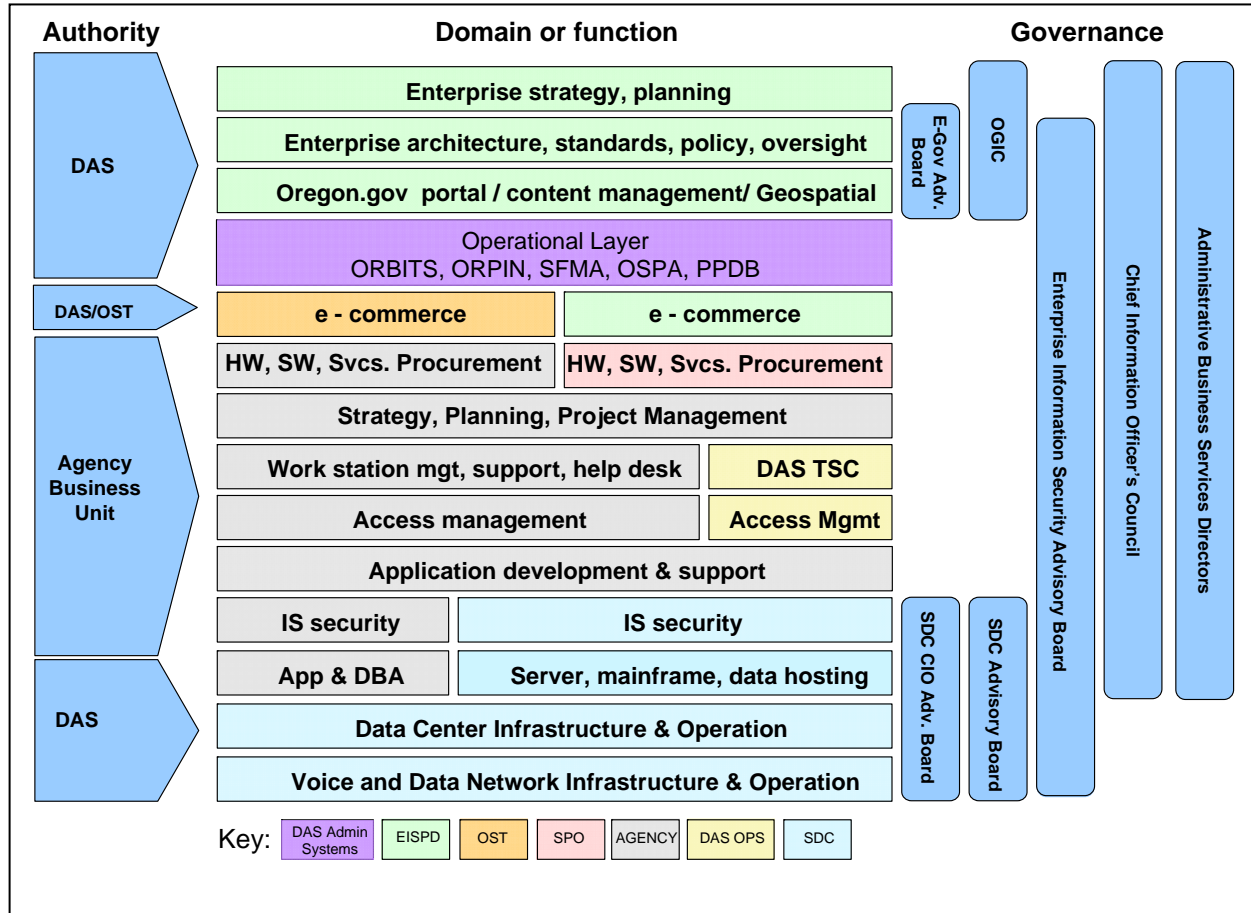 Authority
Domain or function
Governance
DAS
DAS/OST
Agency
Business
Unit
DAS
Enterprise strategy, planning
Enterprise architecture, standards, policy, oversight
Oregon.gov portal / content management/ Geospatial
Operational Layer
ORBITS, ORPIN, SFMA, OSPA, PPDB
e - commerce
e - commerce
HW, SW, Svcs. Procurement
HW, SW, Svcs. Procurement
Strategy, Planning, Project Management
Work station mgt, support, help desk
DAS TSC
Access management
Access Mgmt
Application development & support
IS security
IS security
App & DBA
Server, mainframe, data hosting
Data Center Infrastructure & Operation
Voice and Data Network Infrastructure & Operation
E-Gov Adv.
Board
OGIC
SDC CIO Adv. Board
SDC Advisory Board
Enterprise Information Security Advisory Board
Chief Information Officer's Council
Administrative Business Services Directors
Key:
DAS Admin
Systems
EISPD
OST
SPO
AGENCY
DAS OPS
SDC